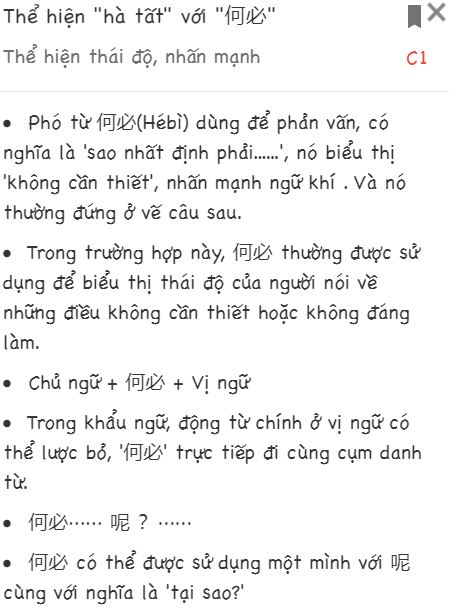 Thể hiện "hà tất" với "何必"
Thể hiện thái độ, nhấn mạnh C1
• Phó từ 何必(Hébì) dùng để phản vấn, có
nghĩa là 'sao nhất định phải......', nó biểu thị
'không cần thiết', nhấn mạnh ngữ khí . Và nó
thường đứng ở vế câu sau.
• Trong trường hợp này, 何必 thường được sử
dụng để biểu thị thái độ của người nói về
những điều không cần thiết hoặc không đáng
làm.
• Chủ ngữ + 何必 + Vị ngữ
• Trong khẩu ngữ, động từ chính ở vị ngữ có
thể lược bỏ, '何必' trực tiếp đi cùng cụm danh
từ.
• 何必…… 呢 ? ……
• 何必 có thể được sử dụng một mình với 呢
cùng với nghĩa là 'tại sao?'